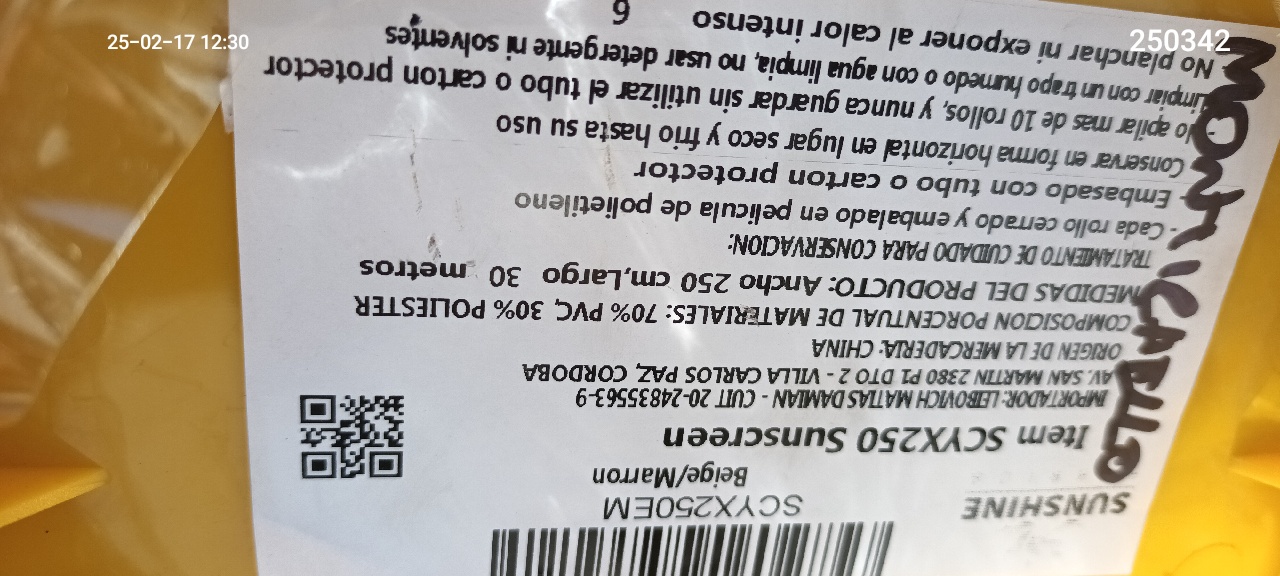 25-02-17 12:30
250342
SUNSHINE
SCYX250EM
Beige/Marron
Item SCYX250 Sunscreen
IMPORTADOR: LEIBOVICH MATIAS DAMIAN - CUIT 20-24835563-9
AV. SAN MARTIN 2380 P1 DTO 2 - VILLA CARLOS PAZ, CORDOBA
ORIGEN DE LA MERCADERIA: CHINA
COMPOSICION PORCENTUAL DE MATERIALES: 70% PVC, 30% POLIESTER
MEDIDAS DEL PRODUCTO: Ancho 250 cm,Largo 30 metros
TRATAMIENTO DE CUIDADO PARA CONSERVACION:
- Cada rollo cerrado y embalado en pelicula de polietileno
- Embasado con tubo o carton protector
Conservar en forma horizontal en lugar seco y frio hasta su uso
- No apilar mas de 10 rollos, y nunca guardar sin utilizar el tubo o carton protector
Limpiar con un trapo humedo o con agua limpia, no usar detergente ni solventes
No planchar ni exponer al calor intenso 6